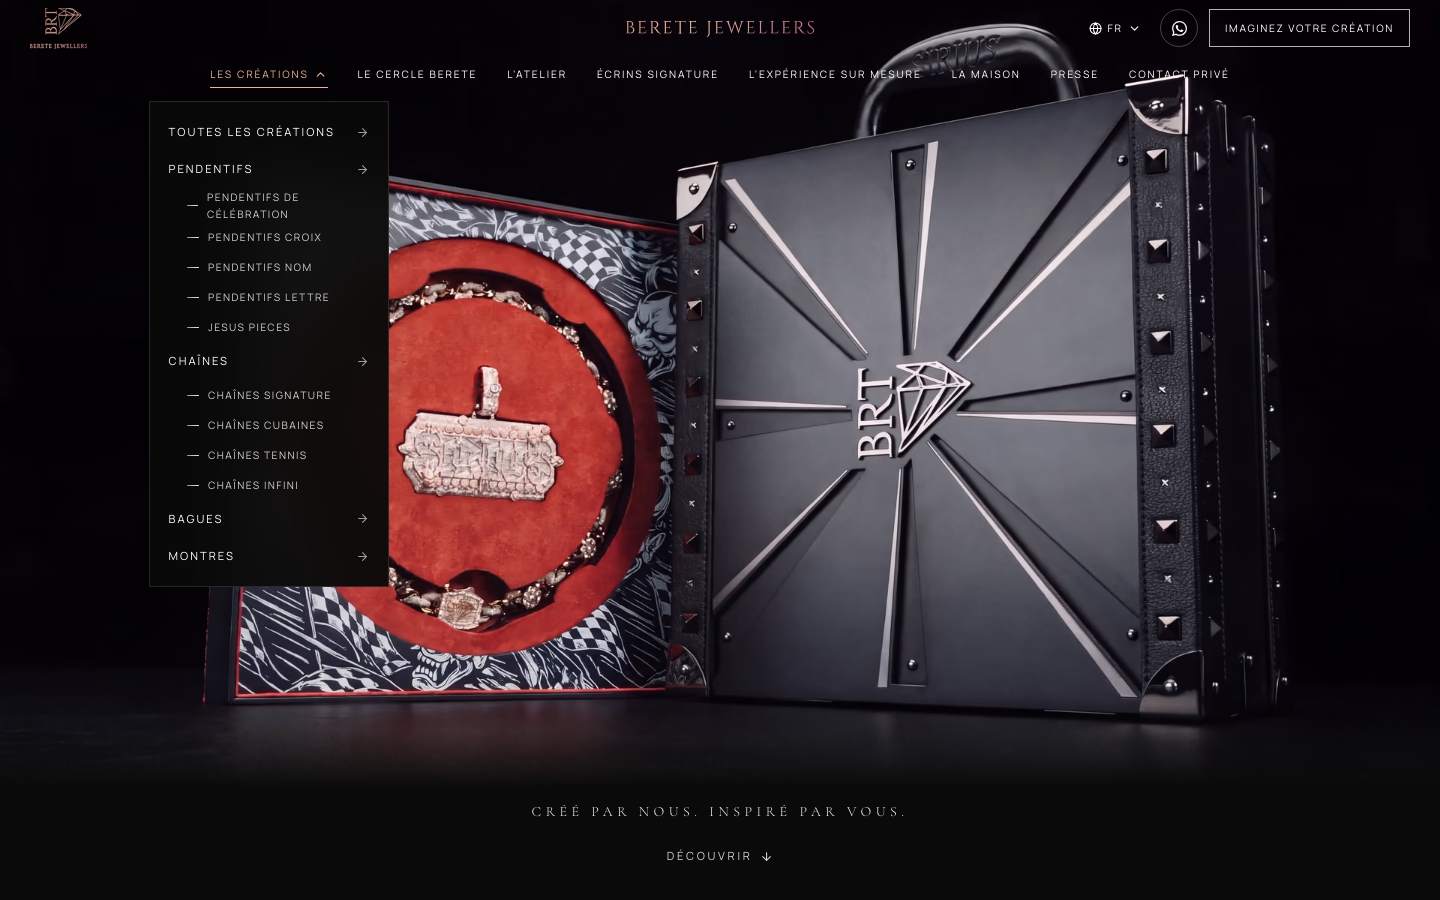 BRT
BERETE JEWELLERS
BERETE JEWELLERS
FR
IMAGINEZ VOTRE CRÉATION
LES CRÉATIONS
LE CERCLE BERETE
L'ATELIER
ÉCRINS SIGNATURE
L'EXPÉRIENCE SUR MESURE
LA MAISON
PRESSE
CONTACT PRIVÉ
SIRIUS
TOUTES LES CRÉATIONS
PENDENTIFS
PENDENTIFS DE
CÉLÉBRATION
PENDENTIFS CROIX
PENDENTIFS NOM
PENDENTIFS LETTRE
JESUS PIECES
CHAÎNES
CHAÎNES SIGNATURE
CHAÎNES CUBAINES
CHAÎNES TENNIS
CHAÎNES INFINI
BAGUES
MONTRES
BRT
CRÉÉ PAR NOUS. INSPIRÉ PAR VOUS.
DÉCOUVRIR